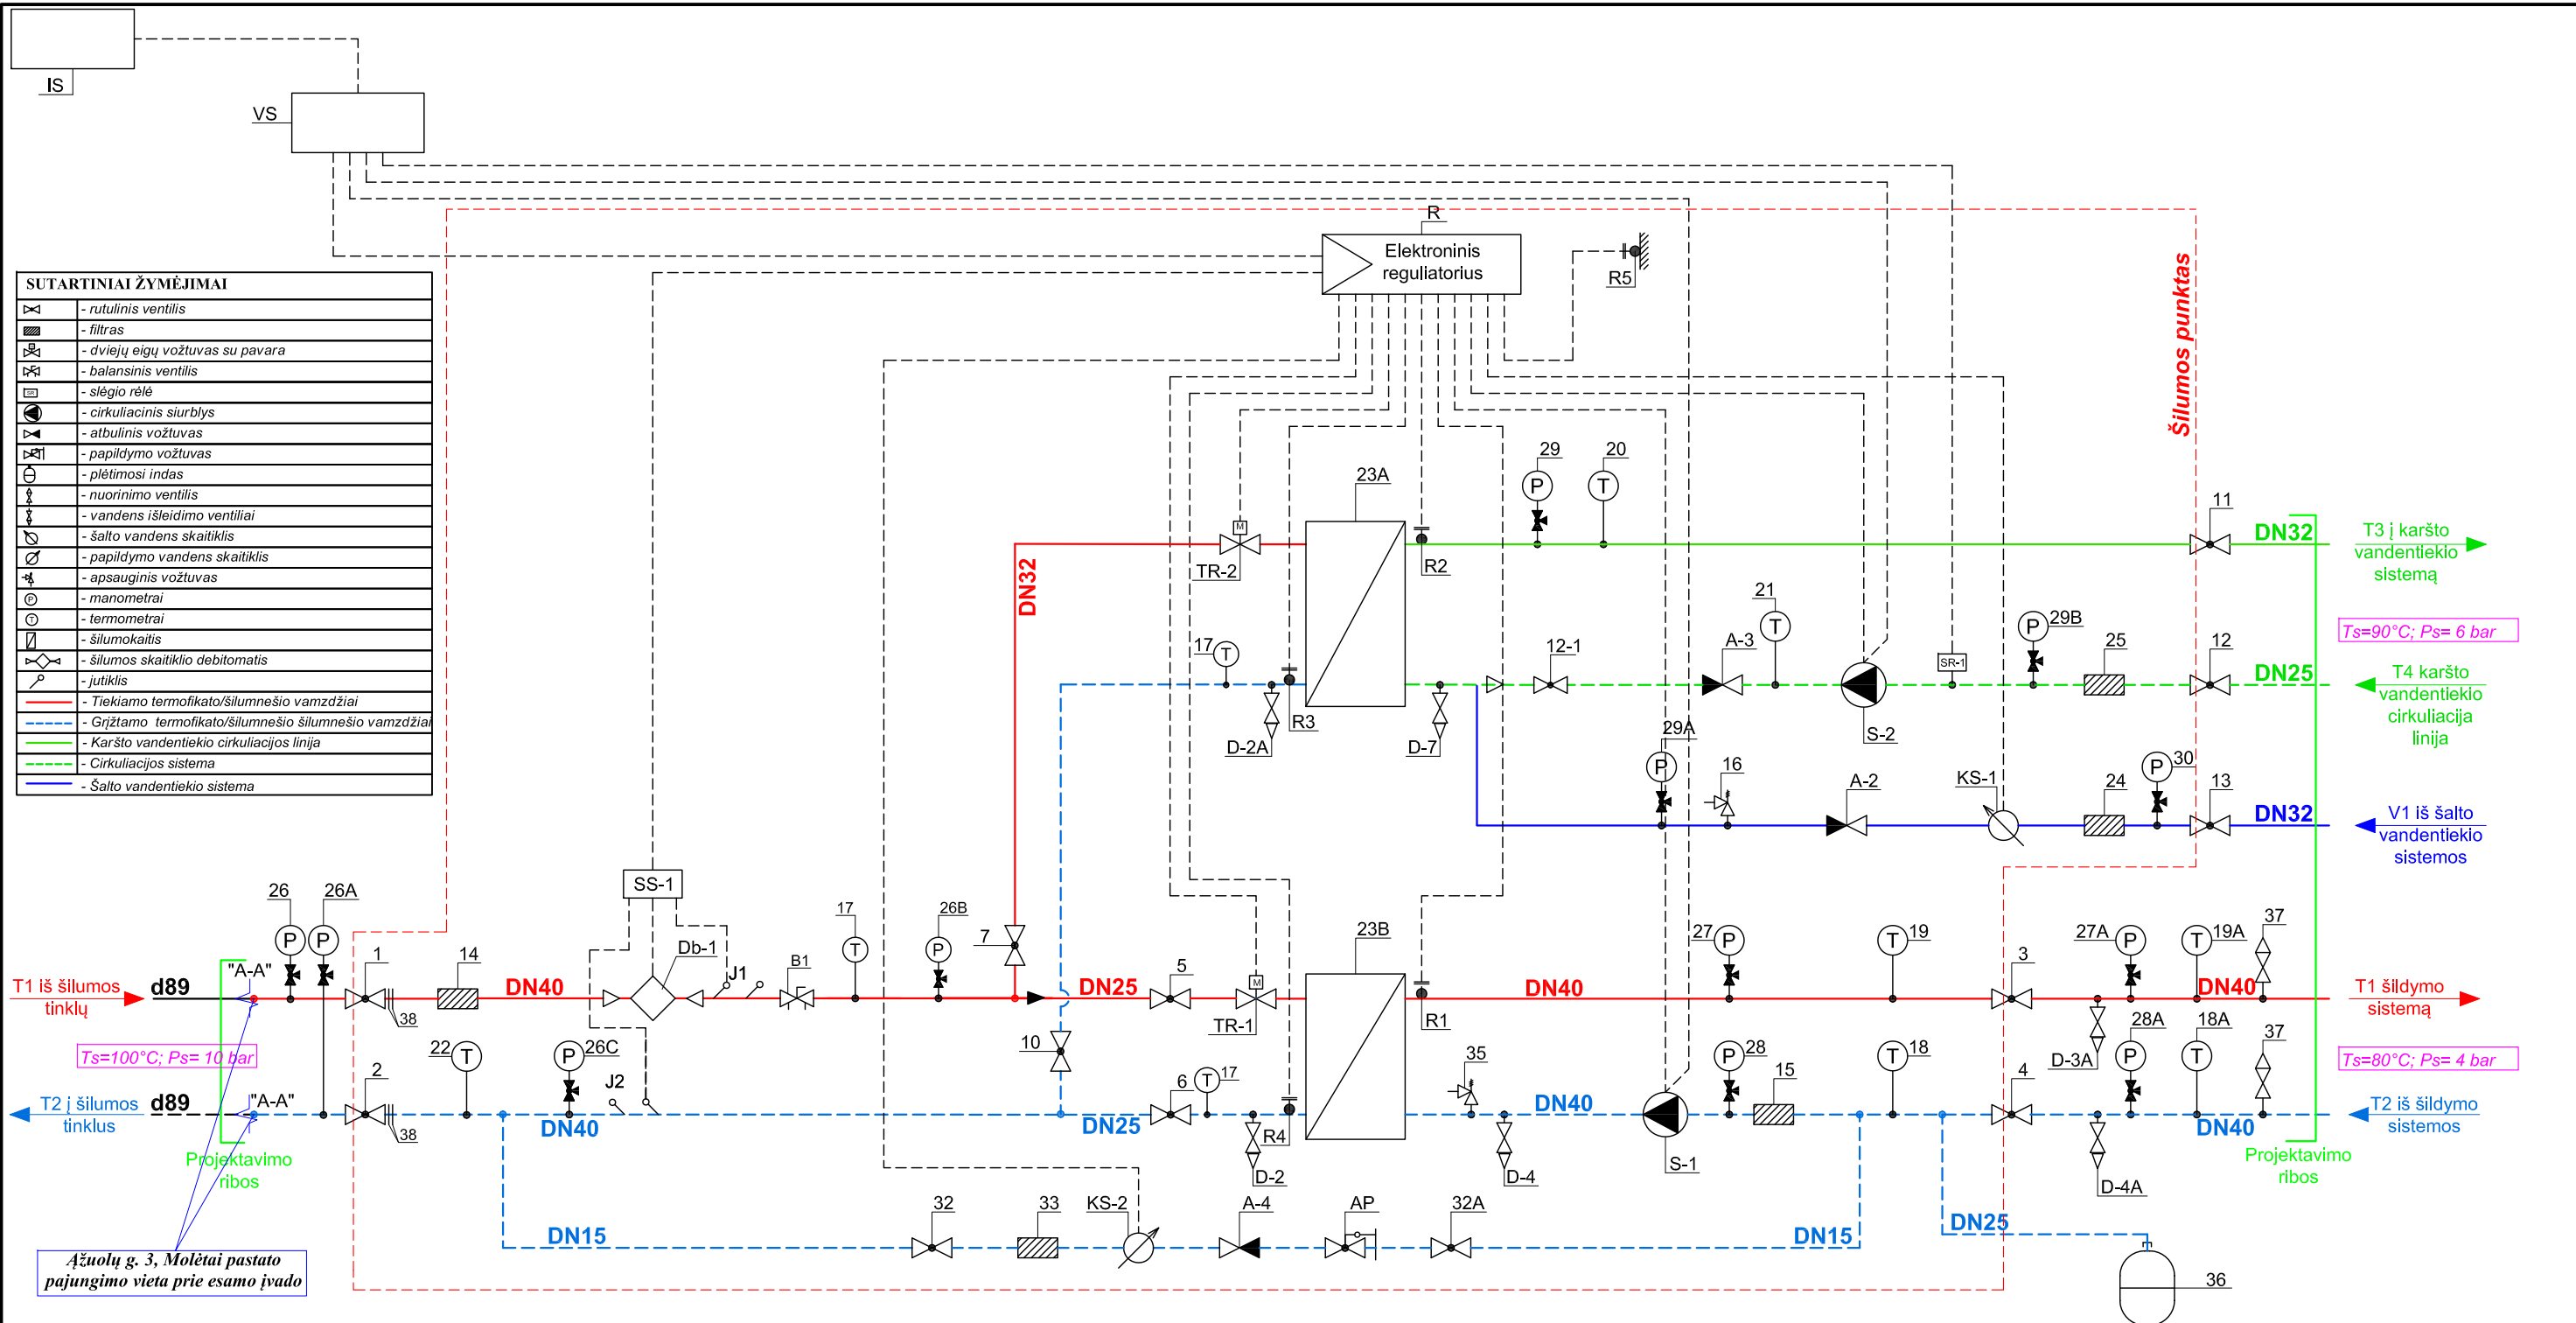 IS
VS
R
Elektroninis
reguliatorius
R5
Šilumos punktas
SUTARTINIAI ŽYMĖJIMAI
- rutulinis ventilis
- filtras
- dviejų eigų vožtuvas su pavara
- balansinis ventilis
SR
- slėgio rėlė
- cirkuliacinis siurblys
- atbulinis vožtuvas
- papildymo vožtuvas
- plėtimosi indas
- nuorinimo ventilis
- vandens išleidimo ventiliai
- šalto vandens skaitiklis
- papildymo vandens skaitiklis
- apsauginis vožtuvas
P
- manometrai
T
- termometrai
- šilumokaitis
- šilumos skaitiklio debitomatis
- jutiklis
- Tiekiamo termofikato/šilumnešio vamzdžiai
- Grįžtamo termofikato/šilumnešio šilumnešio vamzdžiai
- Karšto vandentiekio cirkuliacijos linija
- Cirkuliacijos sistema
- Šalto vandentiekio sistema
23A
29
20
11
P
T
M
TR-2
R2
DN32
DN32
T3 į karšto
vandentiekio
sistemą
17
T
12-1
A-3
21
T
P
29B
25
12
Ts=90°C; Ps= 6 bar
SR-1
DN25
T4 karšto
vandentiekio
cirkuliacija
linija
D-2A
R3
D-7
S-2
29A
P
16
A-2
KS-1
24
P
30
13
DN32
V1 iš šalto
vandentiekio
sistemos
SS-1
26
26A
P
P
"A-A"
1
14
Db-1
J1
B1
17
T
26B
P
7
23B
27
P
T
19
3
27A
P
T
19A
37
T1 iš šilumos
tinklų
d89
38
DN40
DN25
5
M
TR-1
R1
DN40
DN40
T1 šildymo
sistemą
Ts=100°C; Ps= 10 bar
2
22
T
P
26C
J2
10
6
T
17
35
P
28
15
T
18
4
D-3A
28A
P
18A
T
37
Ts=80°C; Ps= 4 bar
T2 į šilumos
tinklus
d89
"A-A"
38
DN40
DN25
R4
D-2
D-4
DN40
S-1
D-4A
DN40
T2 iš šildymo
sistemos
Projektavimo
ribos
Projektavimo
ribos
32
33
KS-2
A-4
AP
32A
DN15
DN15
DN25
36
Ąžuolų g. 3, Molėtai pastato
pajungimo vieta prie esamo įvado